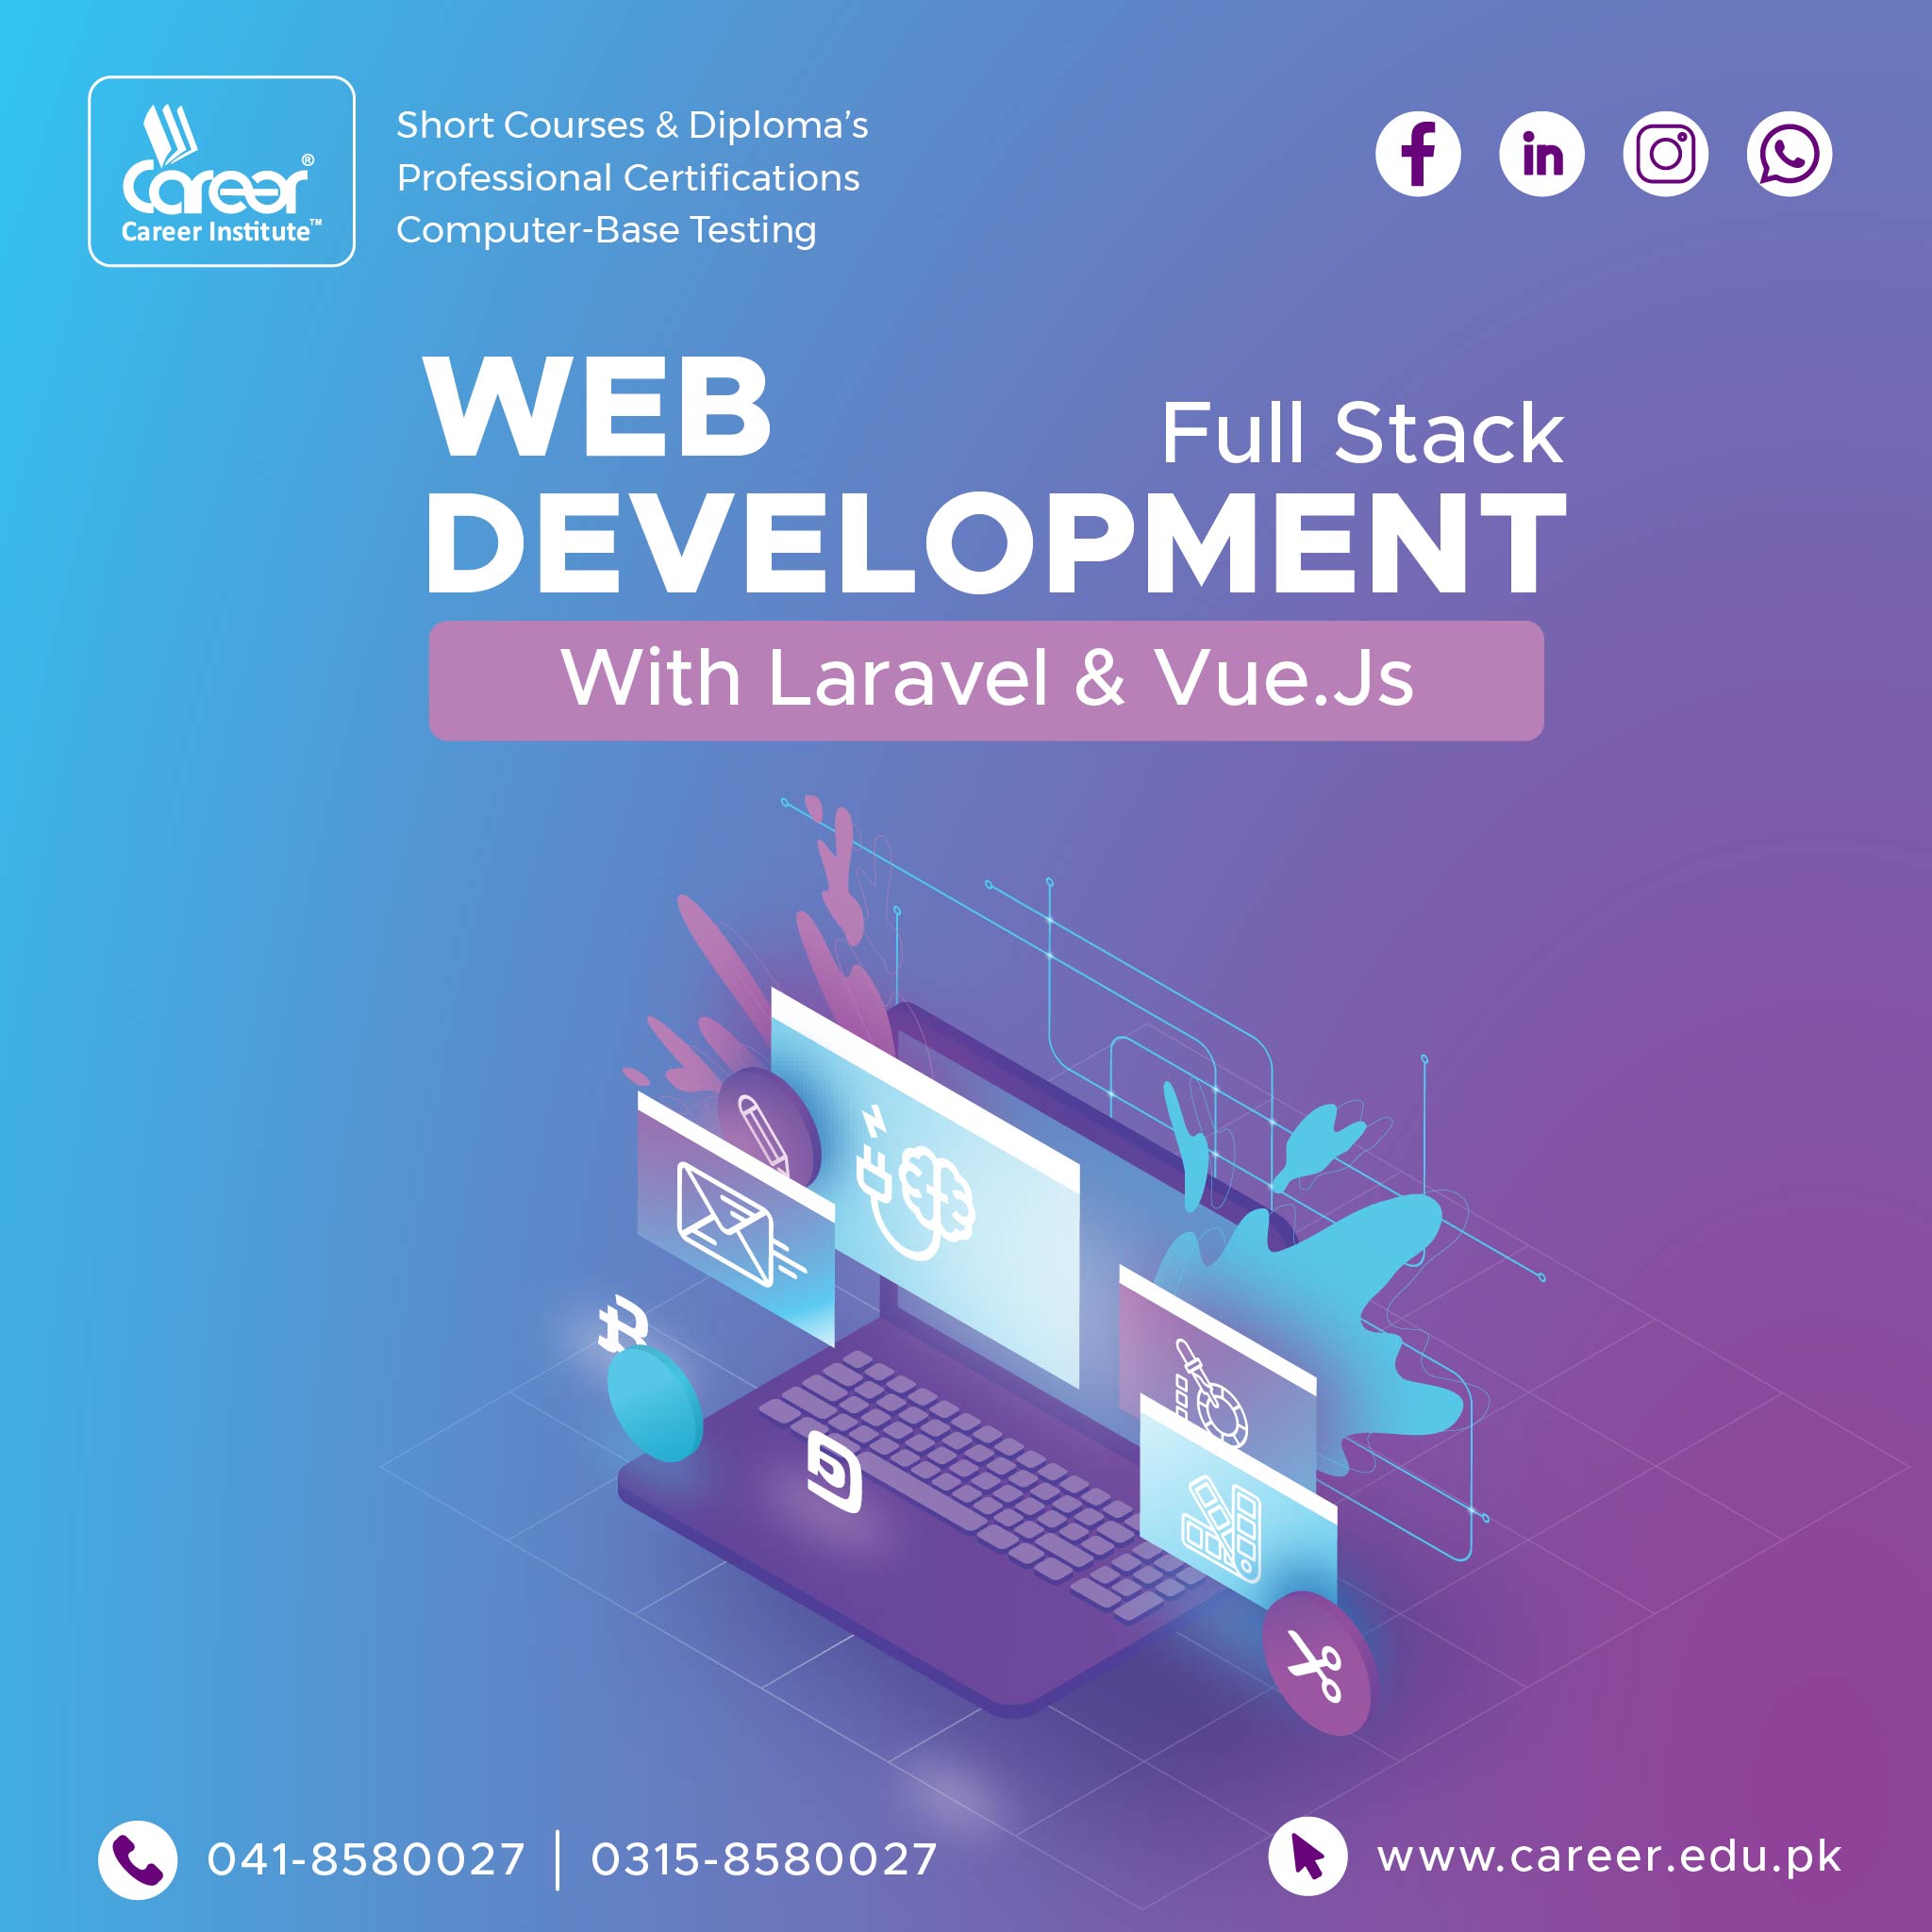 Career®
Career Institute™
Short Courses & Diploma’s
Professional Certifications
Computer-Base Testing
WEB
Full Stack
DEVELOPMENT
With Laravel & Vue.Js
041-8580027 | 0315-8580027
www.career.edu.pk